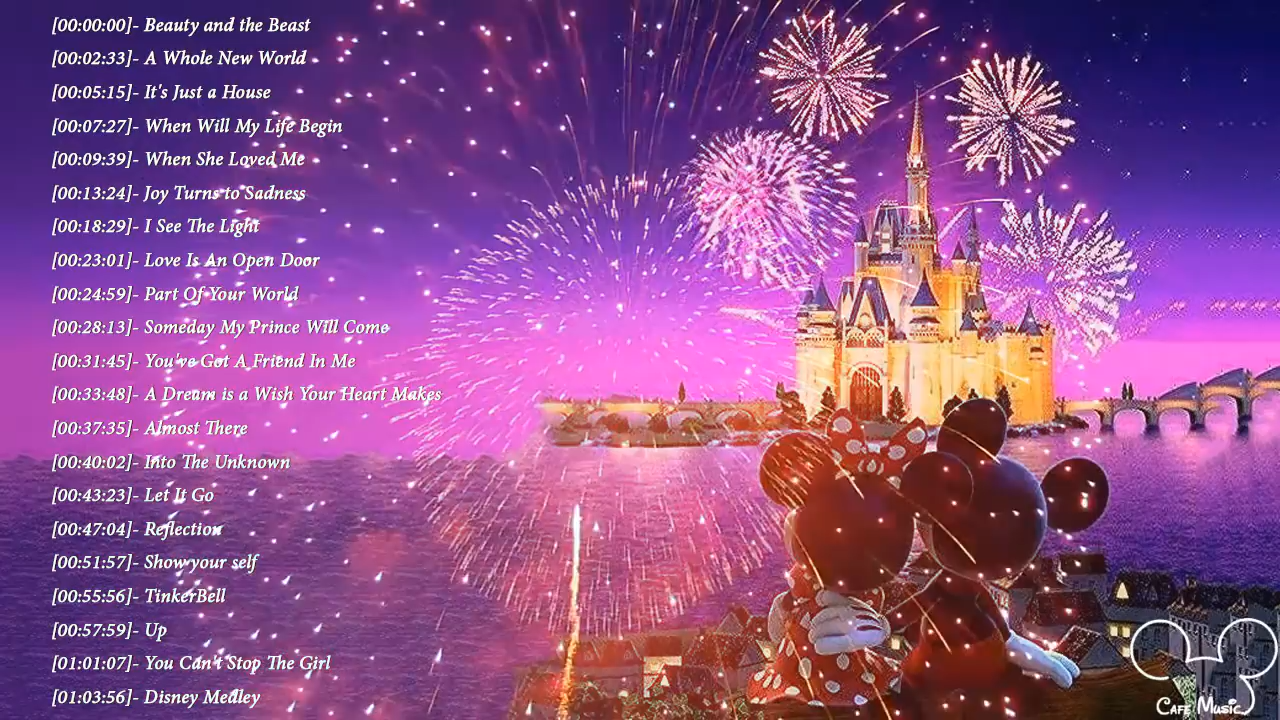 [00:00:00]- Beauty and the Beast
[00:02:33]- A Whole New World
[00:05:15]- It's Just a House
[00:07:27]- When Will My Life Begin
[00:09:39]- When She Loved Me
[00:13:24]- Joy Turns to Sadness
[00:18:29]- I See The Light
[00:23:01]- Love Is An Open Door
[00:24:59]- Part Of Your World
[00:28:13]- Someday My Prince Will Come
[00:31:45]- You've Got A Friend In Me
[00:33:48]- A Dream is a Wish Your Heart Makes
[00:37:35]- Almost There
[00:40:02]- Into The Unknown
[00:43:23]- Let It Go
[00:47:04]- Reflection
[00:51:57]- Show your self
[00:55:56]- TinkerBell
[00:57:59]- Up
[01:01:07]- You Can't Stop The Girl
[01:03:56]- Disney Medley
Cafe Music